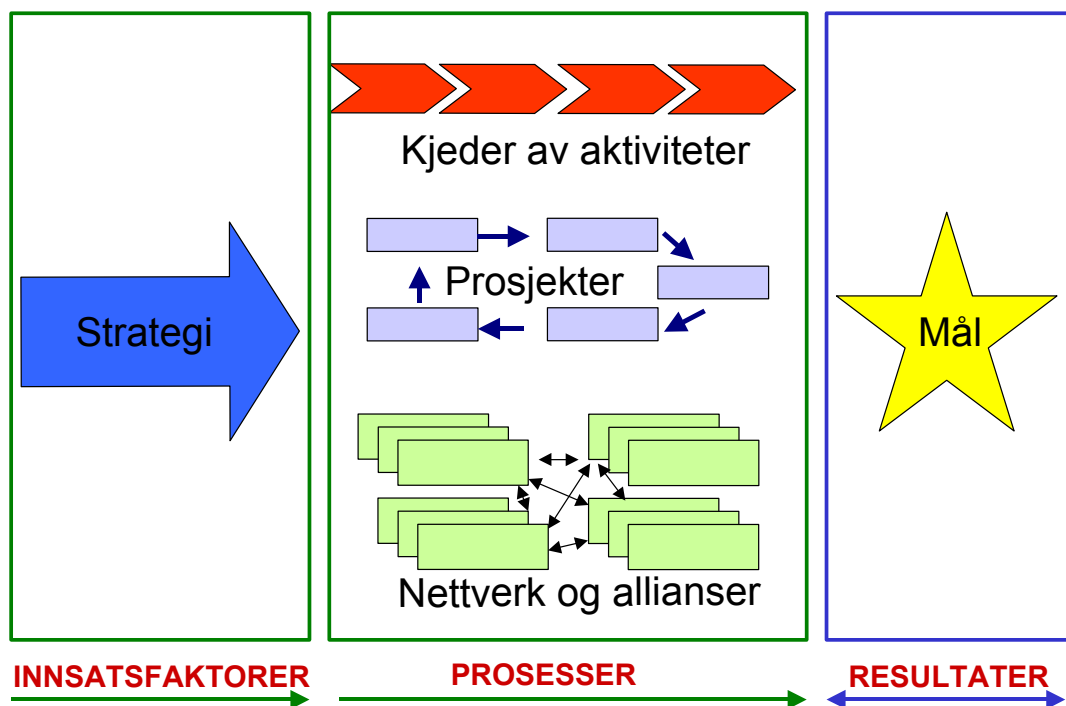 Kjeder av aktiviteter
Prosjekter
Strategi
Mål
Nettverk og allianser
INNSATSFAKTORER
PROSESSER
RESULTATER